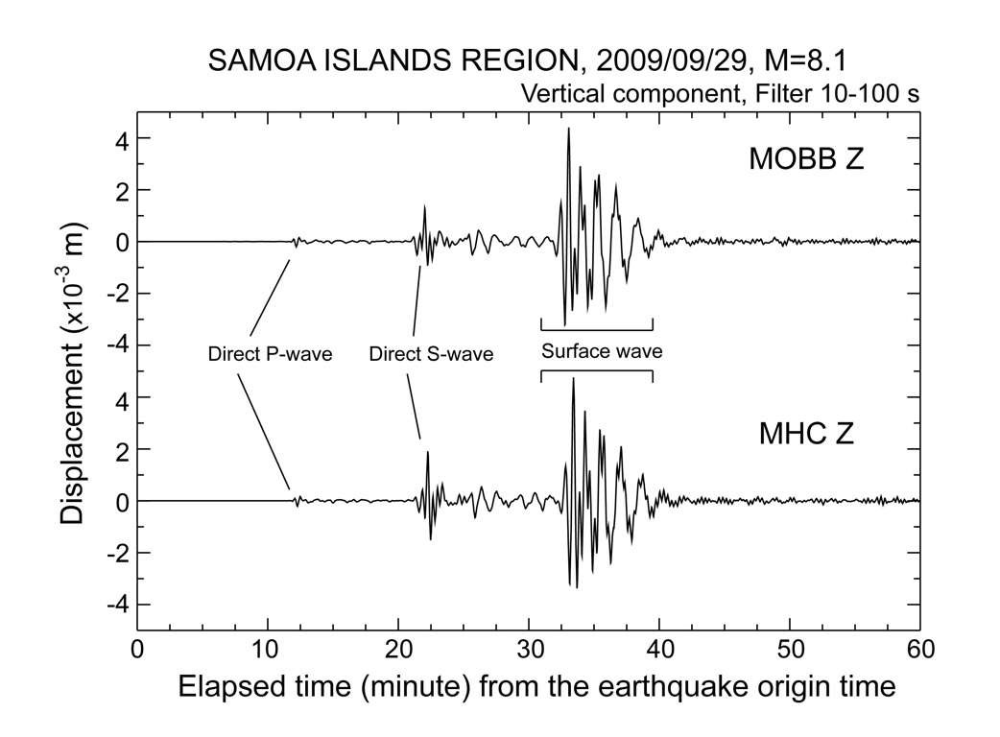 SAMOA ISLANDS REGION, 2009/09/29, M=8.1
Vertical component, Filter 10-100 s
MOBB Z
4
2
0
-2
-4
Direct P-wave
Direct S-wave
Surface wave
MHC Z
4
2
0
-2
-4
Displacement (x10⁻³ m)
0 10 20 30 40 50 60
Elapsed time (minute) from the earthquake origin time